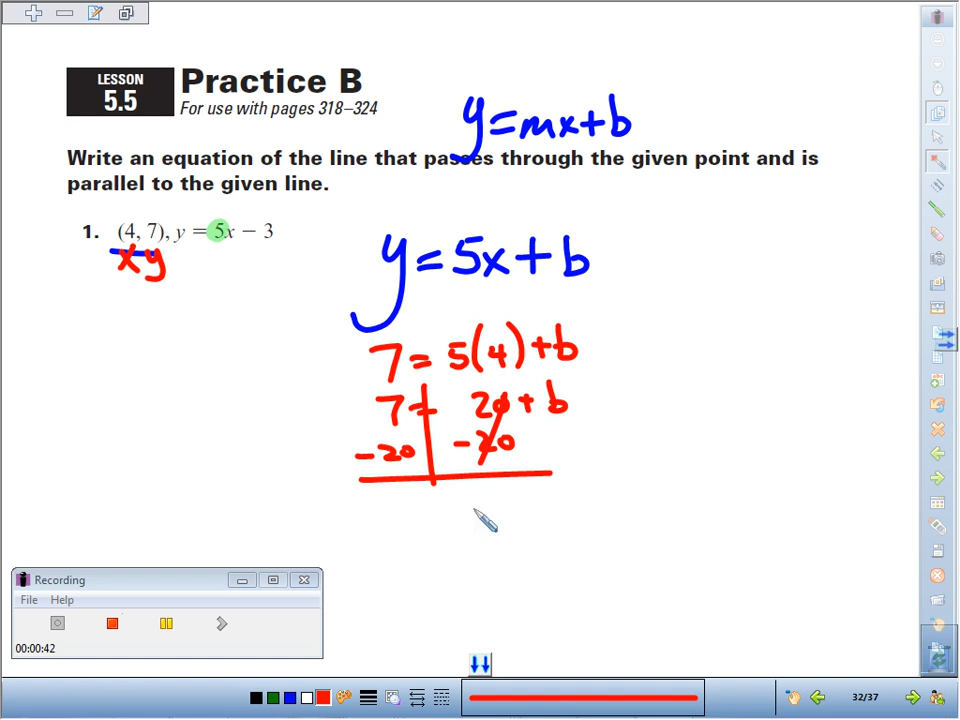 LESSON
5.5
Practice B
For use with pages 318–324
y=mx+b
Write an equation of the line that passes through the given point and is
parallel to the given line.
1. (4, 7), y = 5x − 3
x y
y=5x+b
7=5(4)+b
7= 20+b
-20 -20
Recording
File Help
00:00:42
32/37